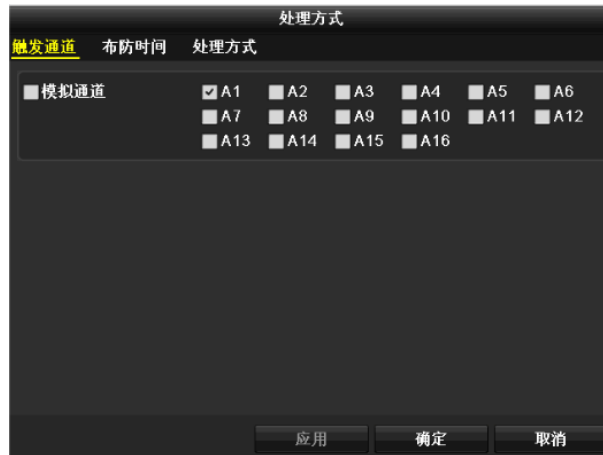 处理方式
触发通道 布防时间 处理方式
模拟通道 A1 A2 A3 A4 A5 A6
A7 A8 A9 A10 A11 A12
A13 A14 A15 A16
应用 确定 取消